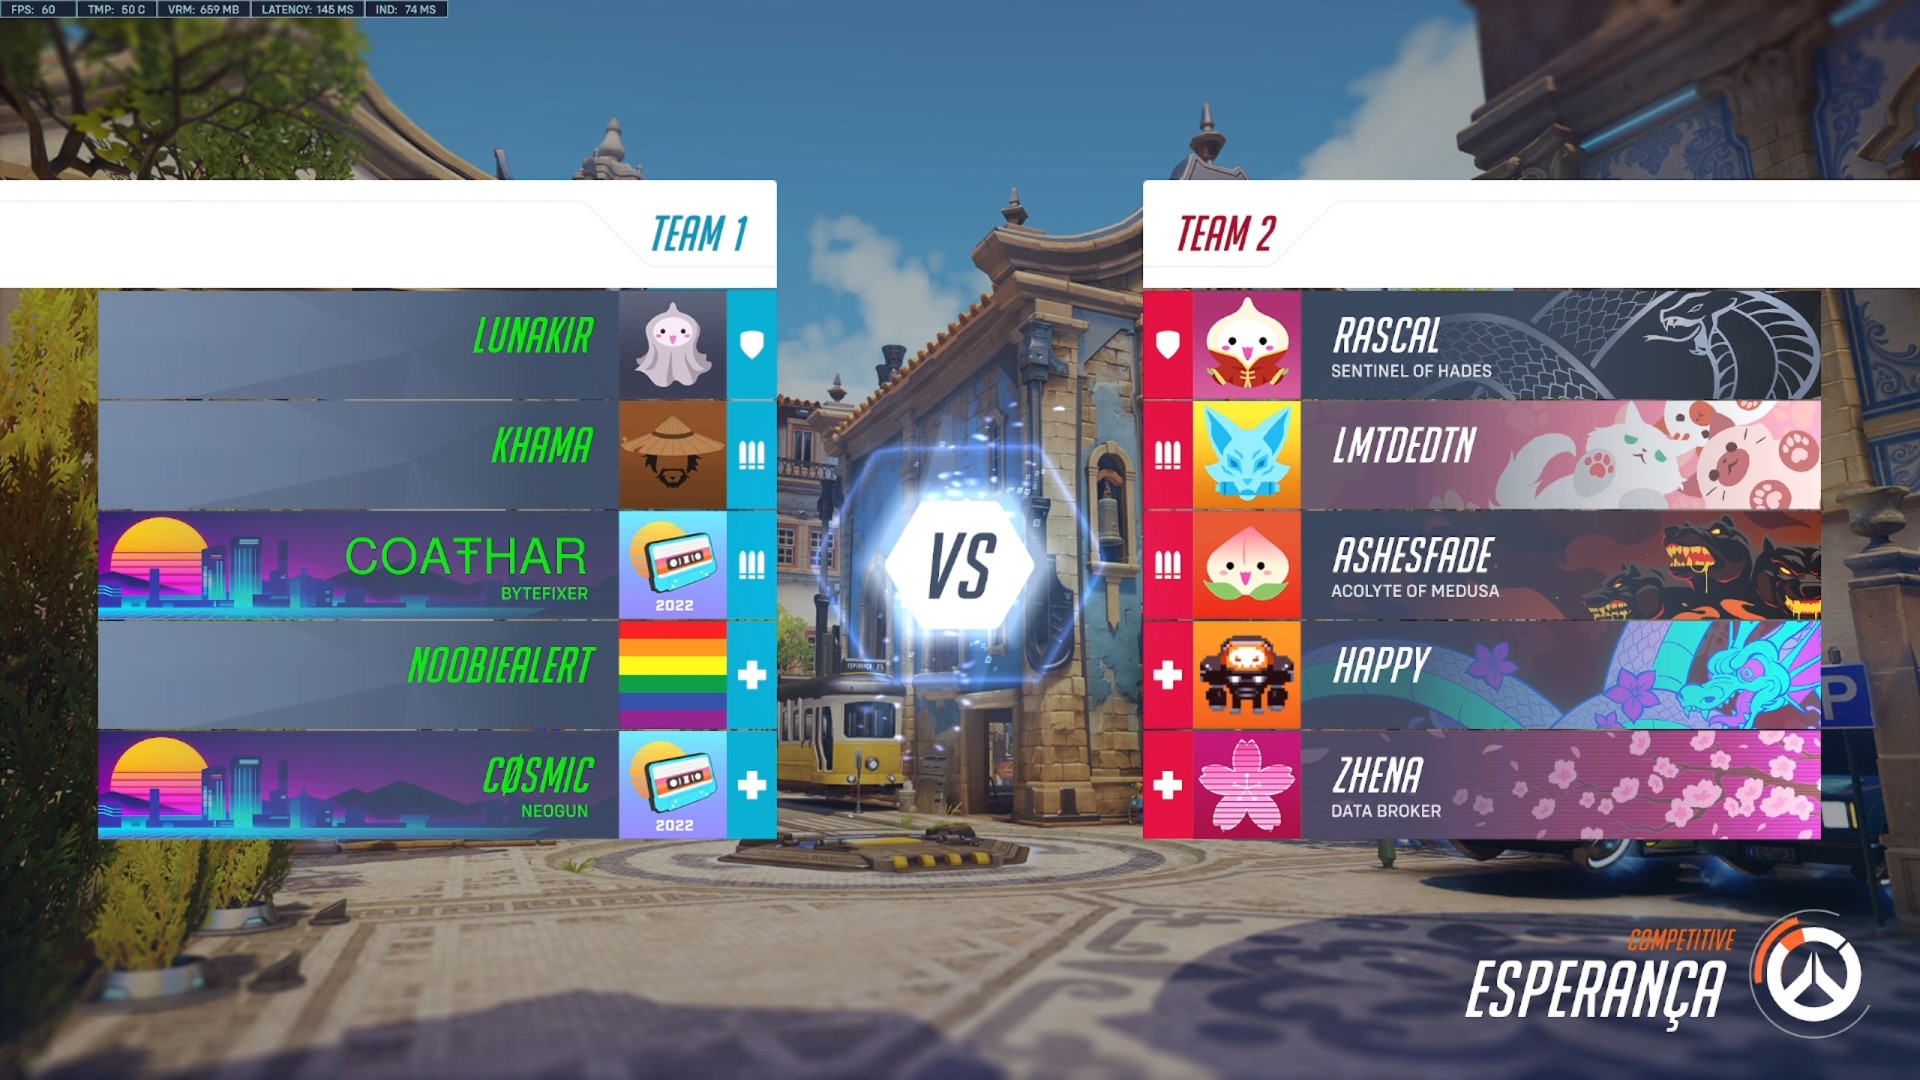 FPS: 60 TMP: 50 C VRM: 659 MB LATENCY: 145 MS IND: 74 MS
TEAM 1
LUNAKIR
KHAMA
COAŦHAR
BYTEFIXER
2022
NOOBIEALERT
CØSMIC
NEOGUN
2022
VS
TEAM 2
RASCAL
SENTINEL OF HADES
LMTDEDTN
ASHESFADE
ACOLYTE OF MEDUSA
HAPPY
ZHENA
DATA BROKER
P
COMPETITIVE
ESPERANÇA